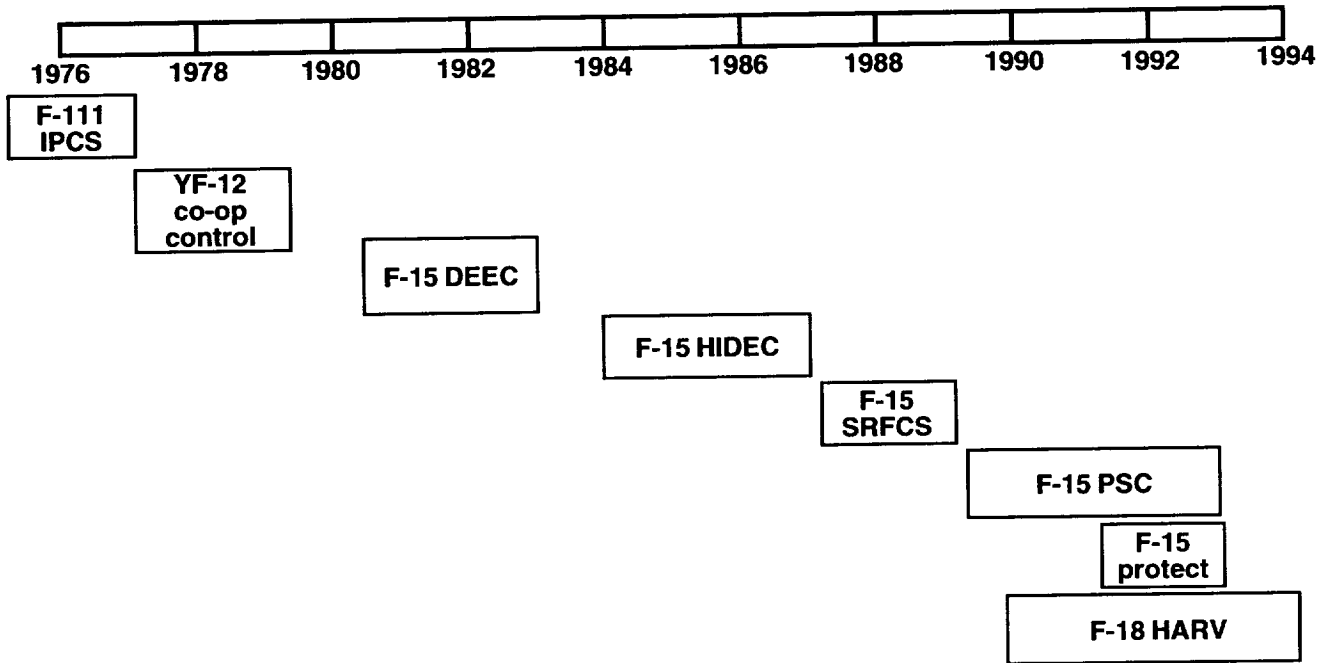 1976 1978 1980 1982 1984 1986 1988 1990 1992 1994
F-111
IPCS
YF-12
co-op
control
F-15 DEEC
F-15 HIDEC
F-15
SRFCS
F-15 PSC
F-15
protect
F-18 HARV